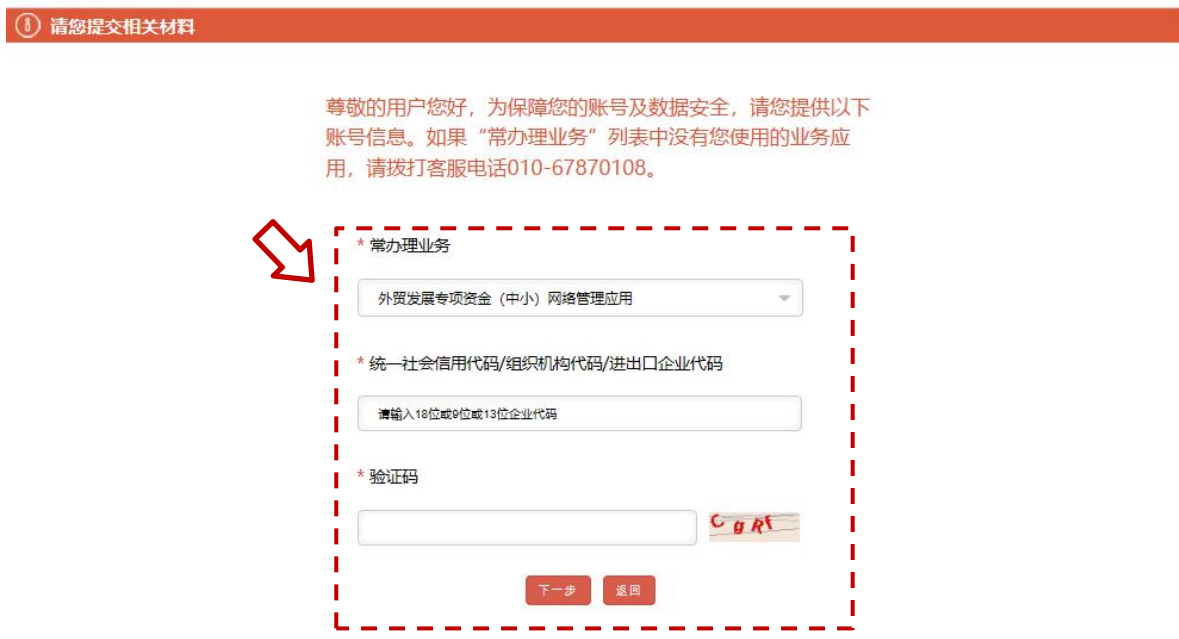 请您提交相关材料
尊敬的用户您好，为保障您的账号及数据安全，请您提供以下
账号信息。如果“常办理业务”列表中没有您使用的业务应
用，请拨打客服电话010-67870108。
* 常办理业务
外贸发展专项资金（中小）网络管理应用
* 统一社会信用代码/组织机构代码/进出口企业代码
请输入18位或9位或13位企业代码
* 验证码
CgRf
下一步 返回